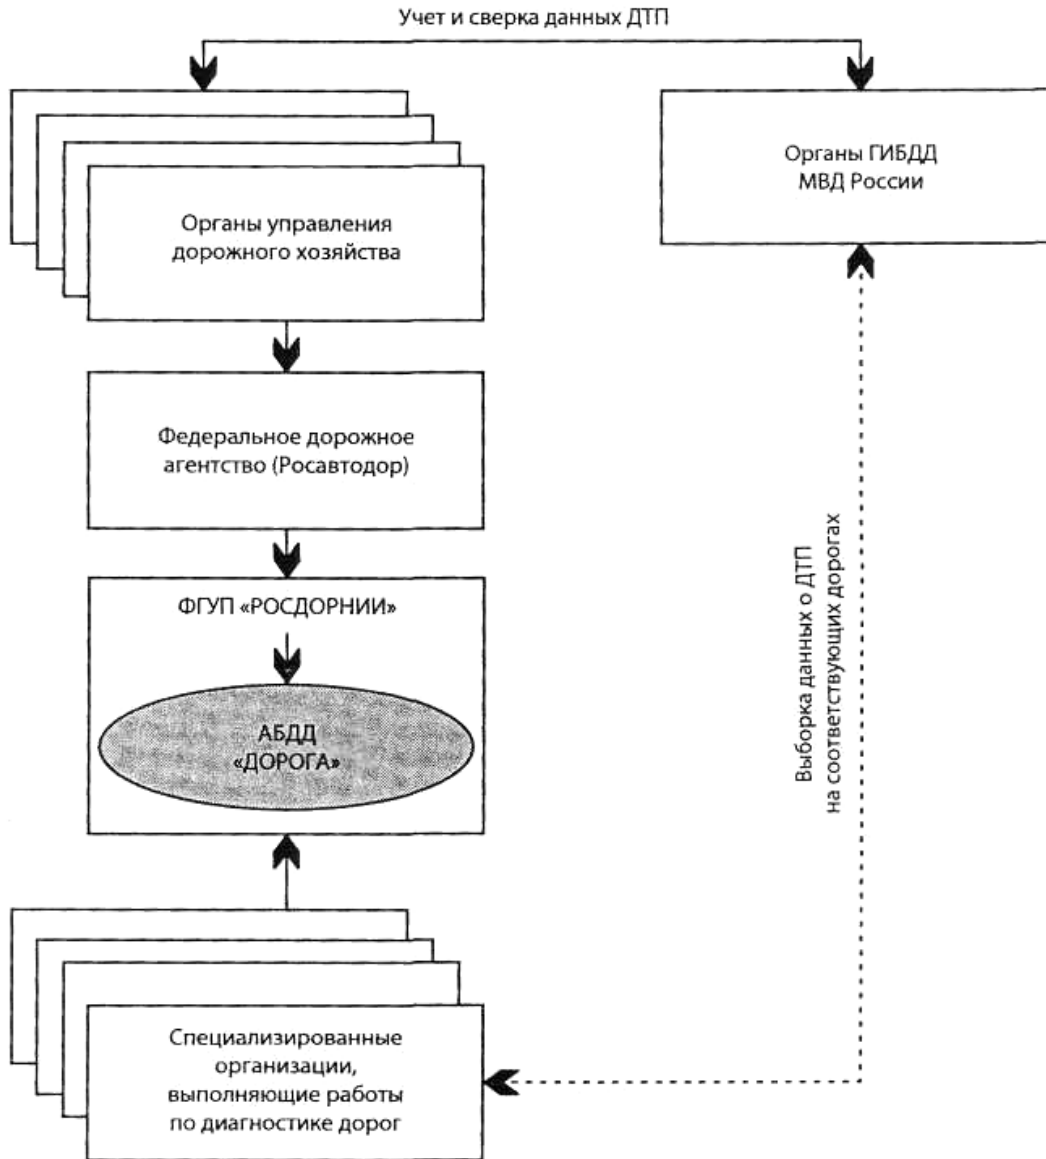 Учет и сверка данных ДТП
Органы ГИБДД
МВД России
Органы управления
дорожного хозяйства
Федеральное дорожное
агентство (Росавтодор)
ФГУП «РОСДОРНИИ»
АБДД
«ДОРОГА»
Выборка данных о ДТП
на соответствующих дорогах
Специализированные
организации,
выполняющие работы
по диагностике дорог